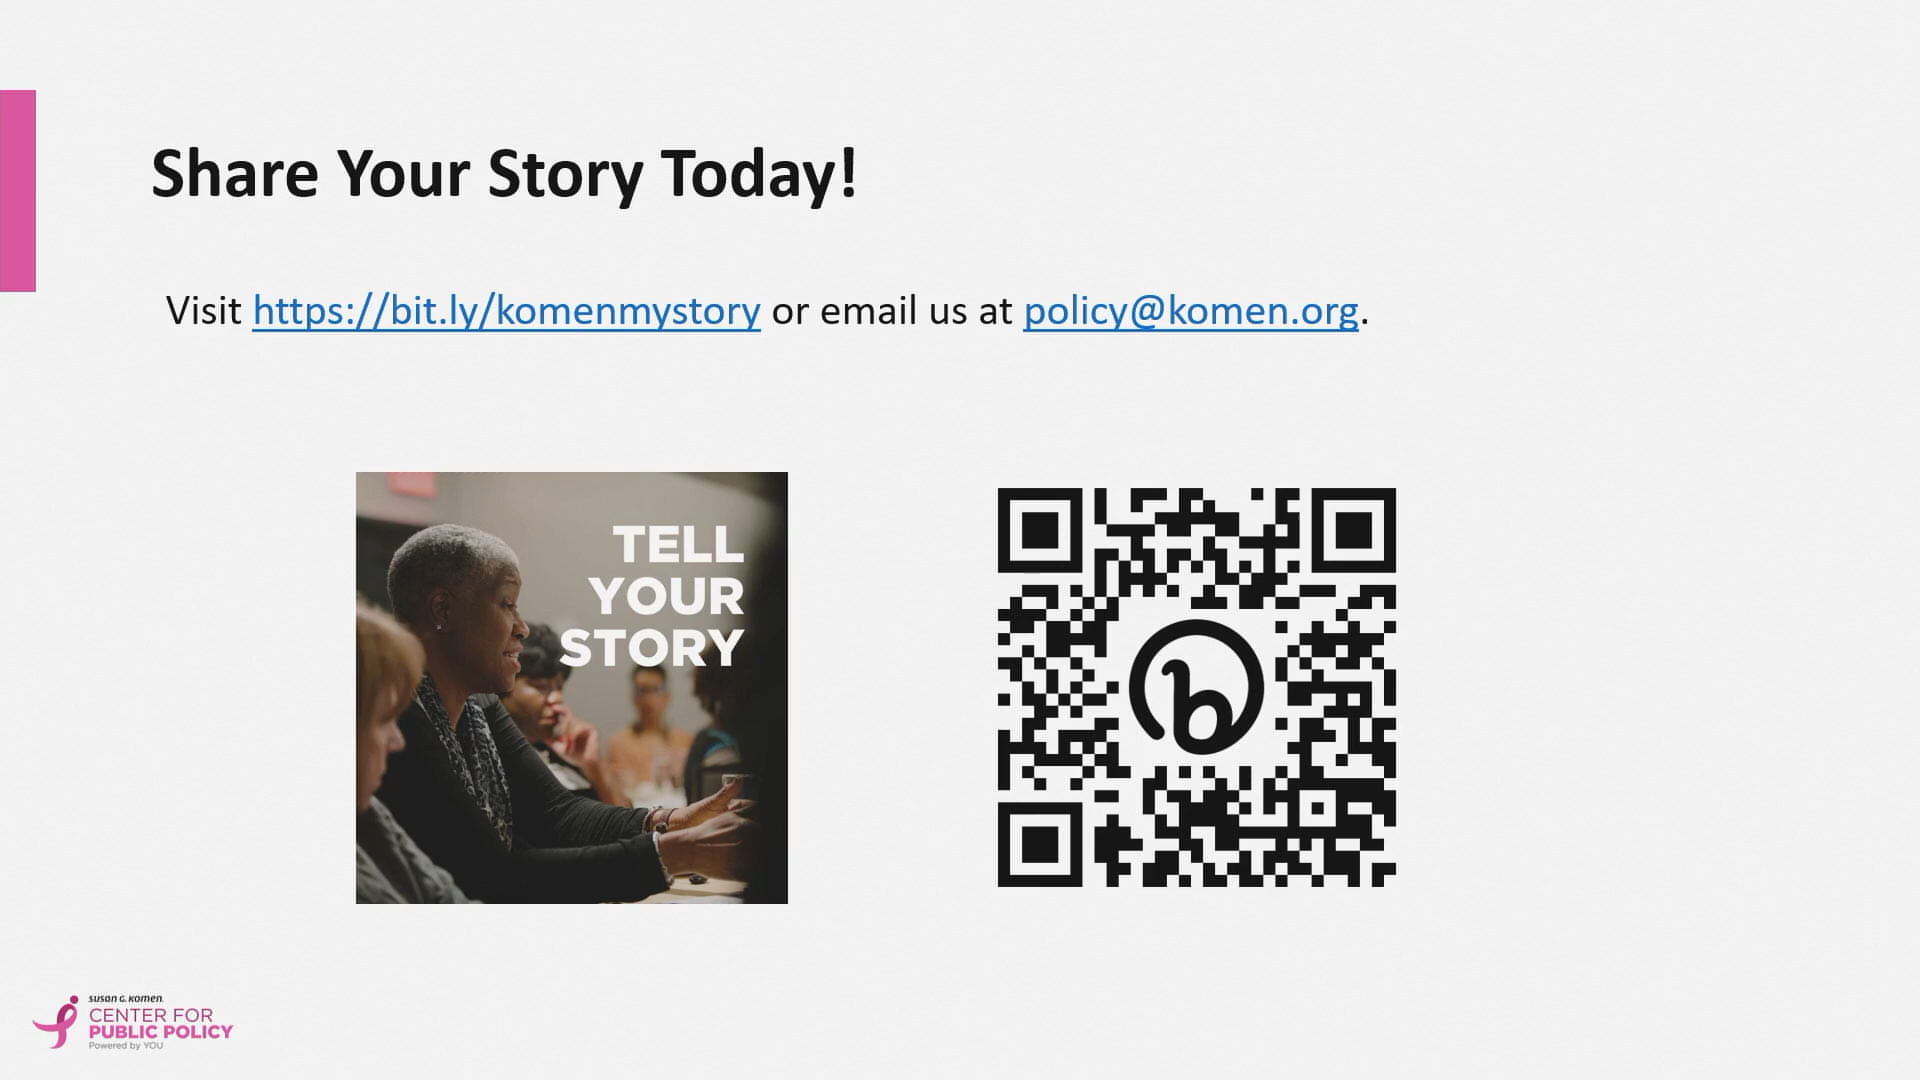 Share Your Story Today!
Visit https://bit.ly/komenmystory or email us at policy@komen.org.
TELL
YOUR
STORY
susan g. komen.
CENTER FOR
PUBLIC POLICY
Powered by YOU